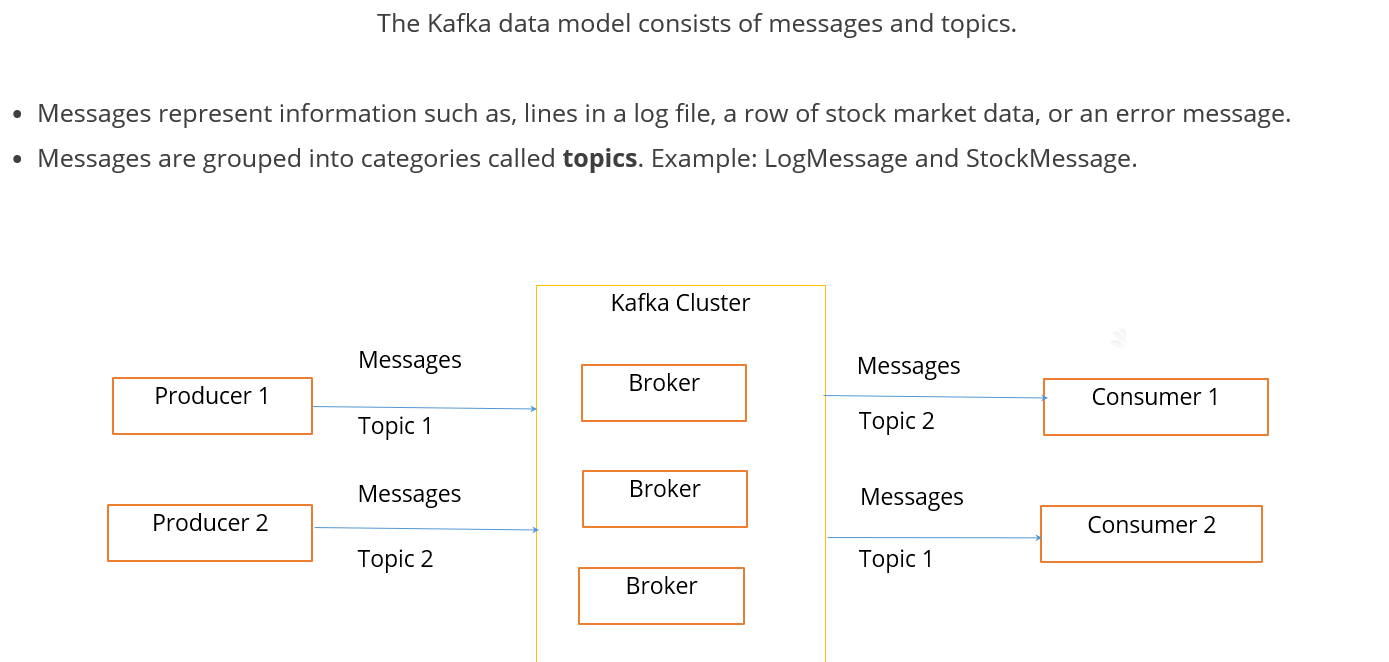 The Kafka data model consists of messages and topics.
• Messages represent information such as, lines in a log file, a row of stock market data, or an error message.
• Messages are grouped into categories called topics. Example: LogMessage and StockMessage.
Kafka Cluster
Messages
Producer 1
Topic 1
Messages
Producer 2
Topic 2
Broker
Broker
Broker
Messages
Topic 2
Consumer 1
Messages
Topic 1
Consumer 2